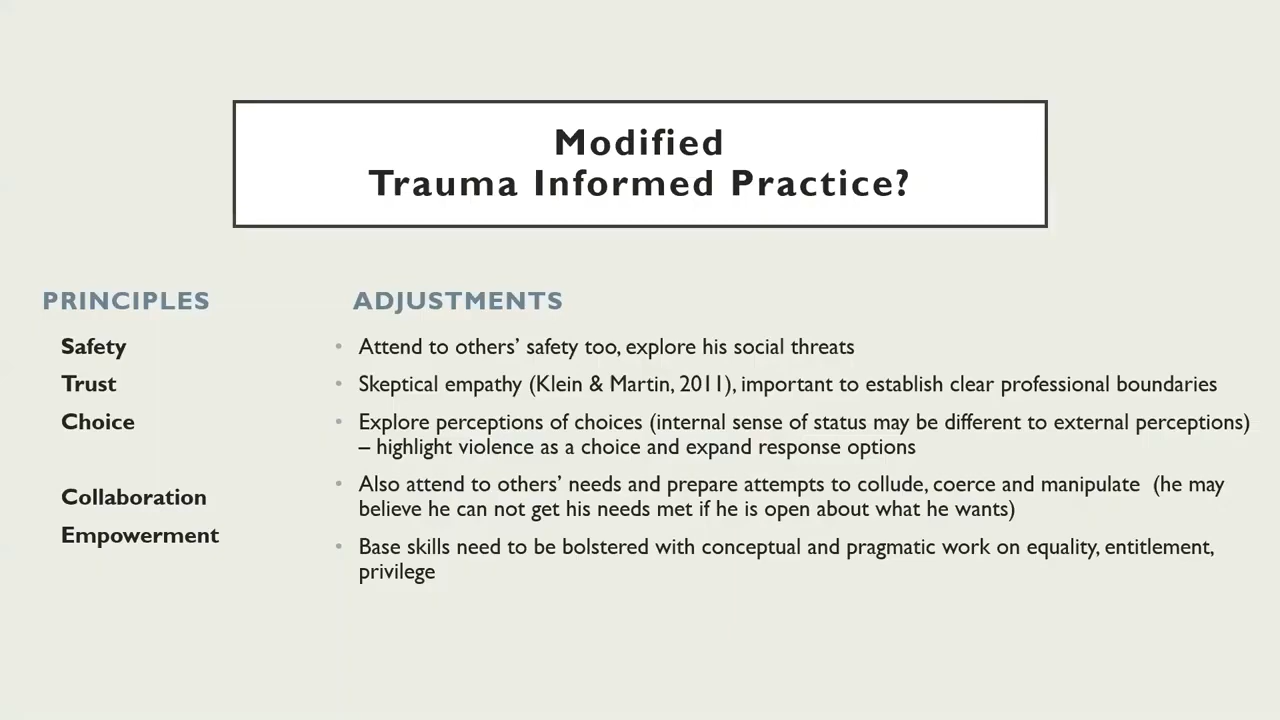 Modified
Trauma Informed Practice?
PRINCIPLES
Safety
Trust
Choice
Collaboration
Empowerment
ADJUSTMENTS
• Attend to others’ safety too, explore his social threats
• Skeptical empathy (Klein & Martin, 2011), important to establish clear professional boundaries
• Explore perceptions of choices (internal sense of status may be different to external perceptions)
– highlight violence as a choice and expand response options
• Also attend to others’ needs and prepare attempts to collude, coerce and manipulate (he may
believe he can not get his needs met if he is open about what he wants)
• Base skills need to be bolstered with conceptual and pragmatic work on equality, entitlement,
privilege